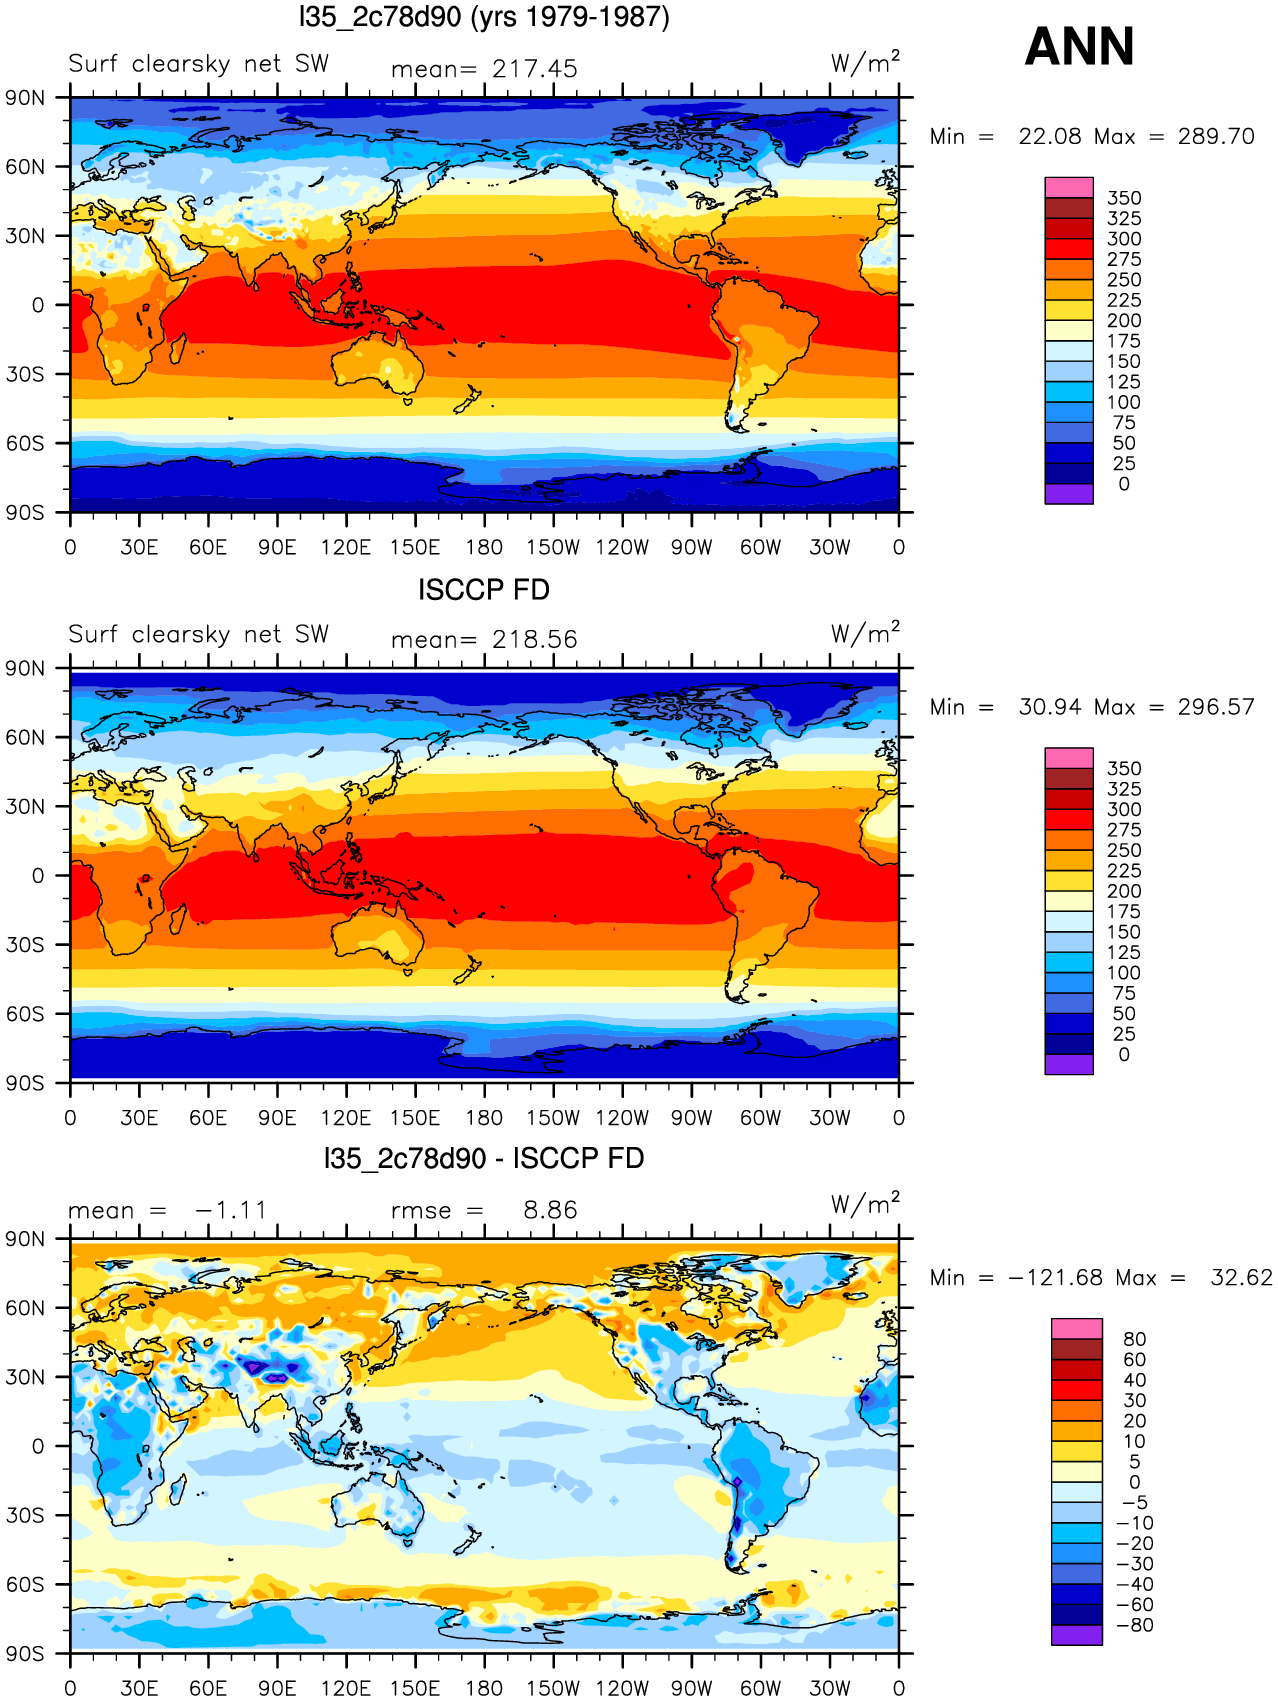 I35_2c78d90 (yrs 1979-1987)
ANN
Surf clearsky net SW mean= 217.45 W/m²
Min = 22.08 Max = 289.70
90N
60N
30N
0
30S
60S
90S
0 30E 60E 90E 120E 150E 180 150W 120W 90W 60W 30W 0
350
325
300
275
250
225
200
175
150
125
100
75
50
25
0
ISCCP FD
Surf clearsky net SW mean= 218.56 W/m²
Min = 30.94 Max = 296.57
90N
60N
30N
0
30S
60S
90S
0 30E 60E 90E 120E 150E 180 150W 120W 90W 60W 30W 0
350
325
300
275
250
225
200
175
150
125
100
75
50
25
0
I35_2c78d90 - ISCCP FD
mean = −1.11 rmse = 8.86 W/m²
Min = −121.68 Max = 32.62
90N
60N
30N
0
30S
60S
90S
0 30E 60E 90E 120E 150E 180 150W 120W 90W 60W 30W 0
80
60
40
30
20
10
5
0
−5
−10
−20
−30
−40
−60
−80